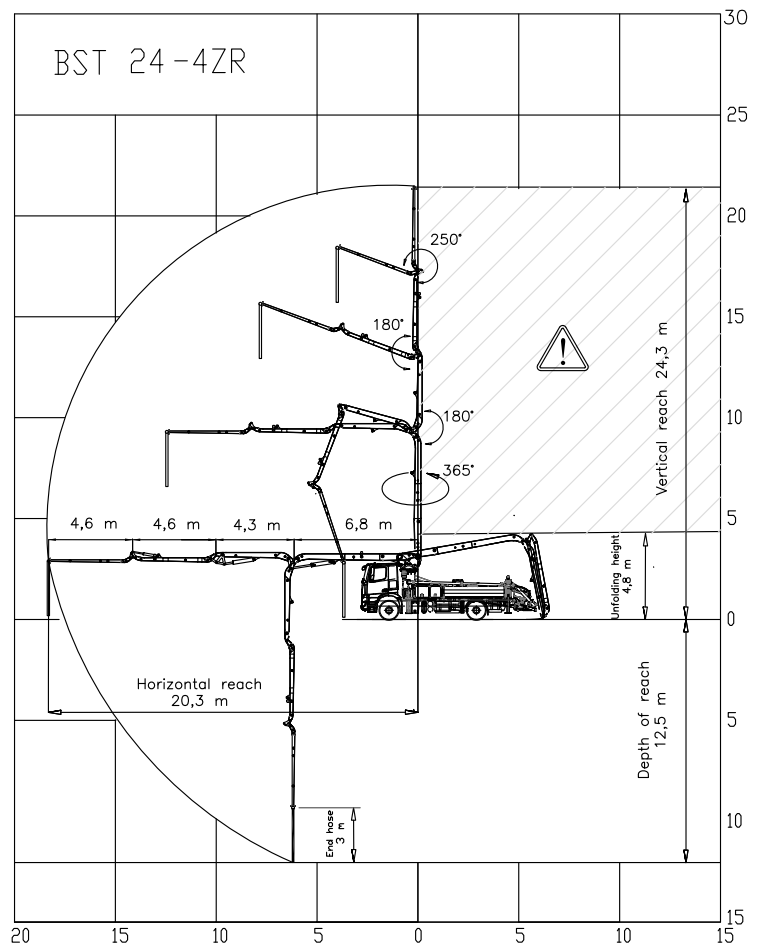 BST 24-4ZR
30
25
20
15
10
5
0
5
10
15
250°
180°
180°
365°
Vertical reach 24,3 m
4,6 m
4,6 m
4,3 m
6,8 m
Unfolding height
4,8 m
Horizontal reach
20,3 m
Depth of reach
12,5 m
End hose
3 m
20
15
10
5
0
5
10
15